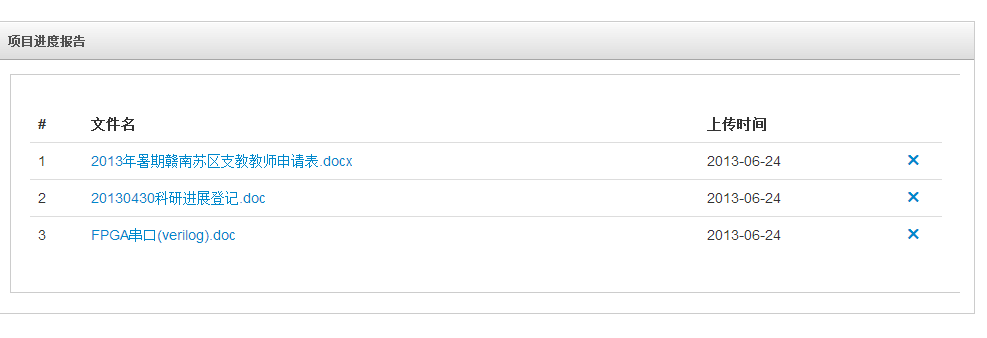 项目进度报告
# 文件名 上传时间
1 2013年暑期赣南苏区支教教师申请表.docx 2013-06-24 ×
2 20130430科研进展登记.doc 2013-06-24 ×
3 FPGA串口(verilog).doc 2013-06-24 ×